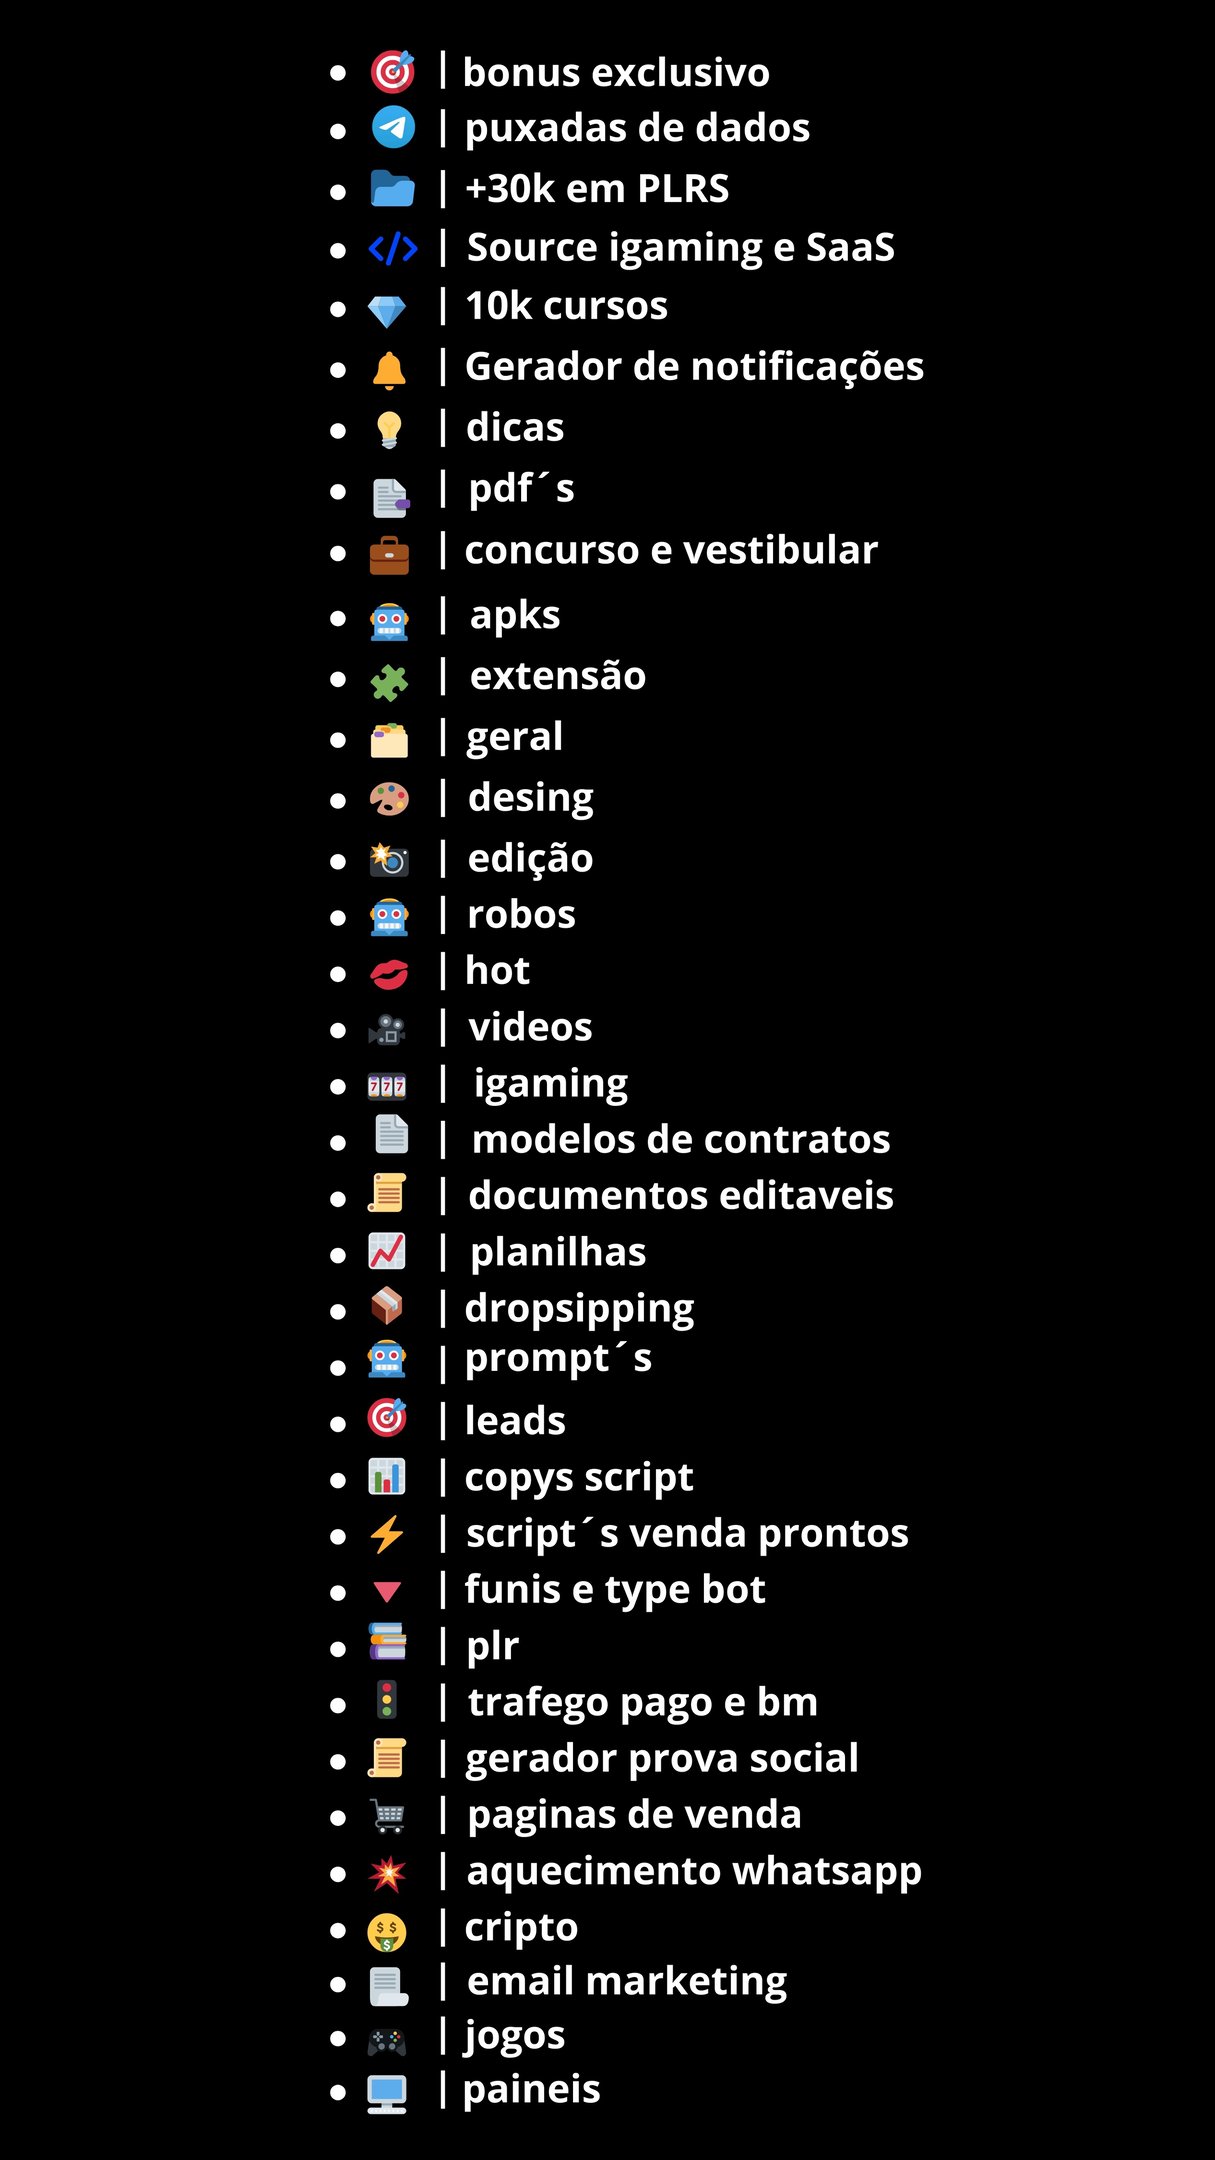 • 🎯 | bonus exclusivo
• | puxadas de dados
• 📂 | +30k em PLRS
• </> | Source igaming e SaaS
• 💎 | 10k cursos
• 🔔 | Gerador de notificações
• 💡 | dicas
• 📄 | pdf´s
• 💼 | concurso e vestibular
• 🤖 | apks
• 🧩 | extensão
• 🗂️ | geral
• 🎨 | desing
• 📸 | edição
• 🤖 | robos
• 💋 | hot
• 🎥 | videos
• 🎰 | igaming
• 📄 | modelos de contratos
• 📜 | documentos editaveis
• 📈 | planilhas
• 📦 | dropsipping
• 🤖 | prompt´s
• 🎯 | leads
• 📊 | copys script
• ⚡ | script´s venda prontos
• 🔻 | funis e type bot
• 📚 | plr
• 🚦 | trafego pago e bm
• 📜 | gerador prova social
• 🛒 | paginas de venda
• 💥 | aquecimento whatsapp
• 🤑 | cripto
• 📃 | email marketing
• 🎮 | jogos
• 🖥️ | paineis